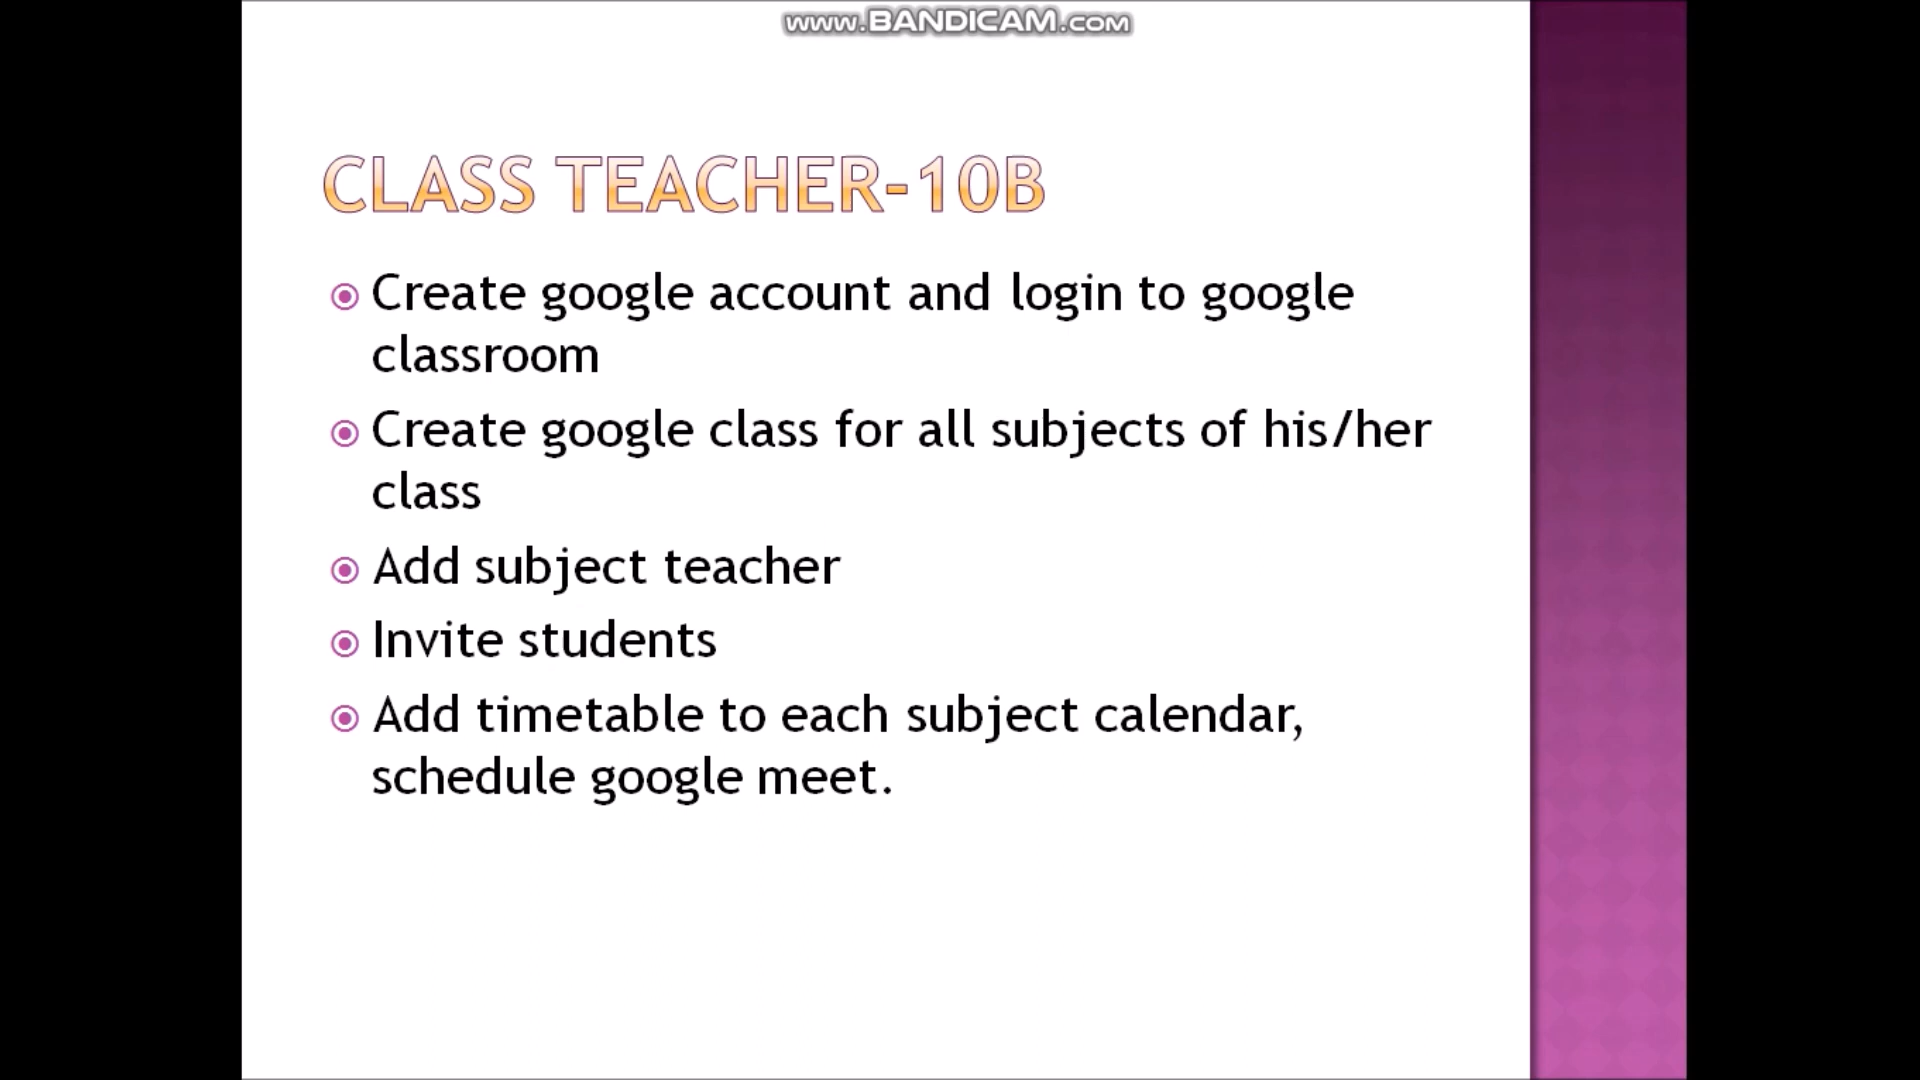 www.BANDICAM.com
CLASS TEACHER-10B
Create google account and login to google
classroom
Create google class for all subjects of his/her
class
Add subject teacher
Invite students
Add timetable to each subject calendar,
schedule google meet.